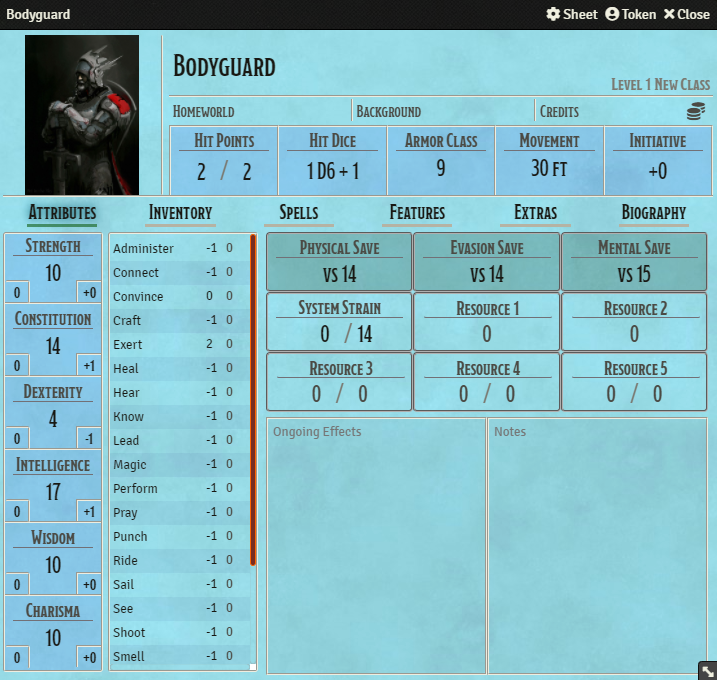 Bodyguard Sheet Token Close
Bodyguard
Level 1 New Class
Homeworld Background Credits
Hit Points Hit Dice Armor Class Movement Initiative
2 / 2 1 D6 + 1 9 30 FT +0
Attributes Inventory Spells Features Extras Biography
Strength
10
0 +0
Constitution
14
0 +1
Dexterity
4
0 -1
Intelligence
17
0 +1
Wisdom
10
0 +0
Charisma
10
0 +0
Administer -1 0
Connect -1 0
Convince 0 0
Craft -1 0
Exert 2 0
Heal -1 0
Hear -1 0
Know -1 0
Lead -1 0
Magic -1 0
Perform -1 0
Pray -1 0
Punch -1 0
Ride -1 0
Sail -1 0
See -1 0
Shoot -1 0
Smell -1 0
Physical Save Evasion Save Mental Save
vs 14 vs 14 vs 15
System Strain Resource 1 Resource 2
0 / 14 0 0
Resource 3 Resource 4 Resource 5
0 / 0 0 / 0 0 / 0
Ongoing Effects Notes